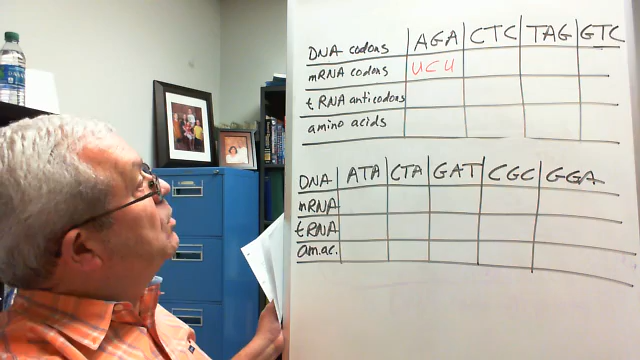 DNA codons AGA CTC TAG GTC
mRNA codons UCU
tRNA anticodons
amino acids
DNA ATA CTA GAT CGC GGA
mRNA
tRNA
am.ac.